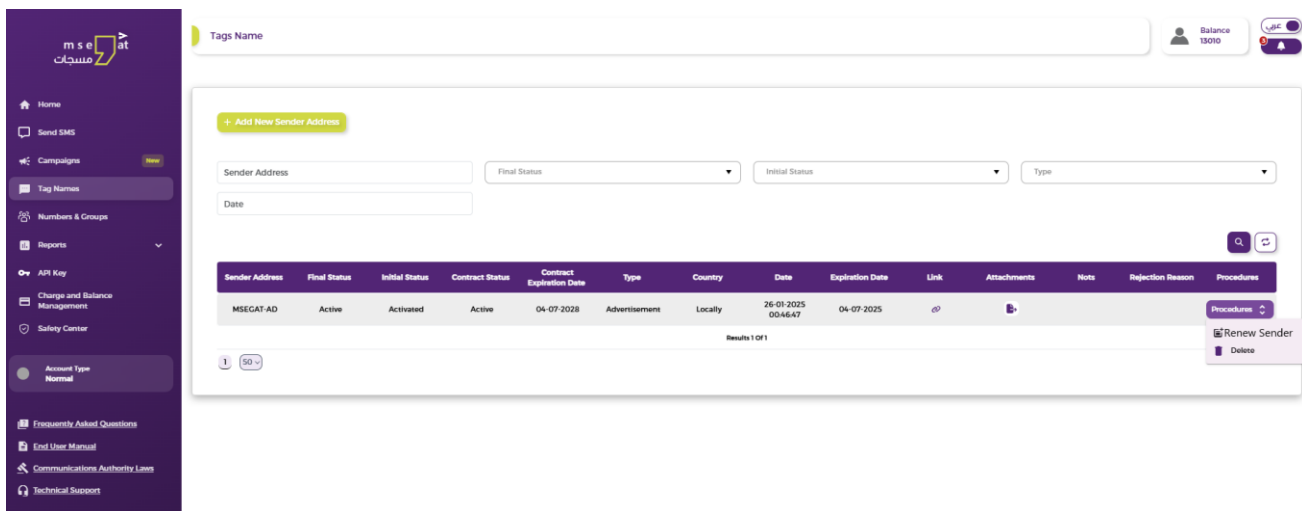 msegat
مسجات
Home
Send SMS
Campaigns New
Tag Names
Numbers & Groups
Reports
API Key
Charge and Balance
Management
Safety Center
Account Type
Normal
Frequently Asked Questions
End User Manual
Communications Authority Laws
Technical Support
Tags Name
Balance
13010
عربي
3
+ Add New Sender Address
Sender Address
Final Status
Initial Status
Type
Date
Sender Address Final Status Initial Status Contract Status Contract Expiration Date Type Country Date Expiration Date Link Attachments Nots Rejection Reason Procedures
MSEGAT-AD Active Activated Active 04-07-2028 Advertisement Locally 26-01-2025 00:46:47 04-07-2025 Procedures
Results 1 Of 1
Renew Sender
Delete
1 50